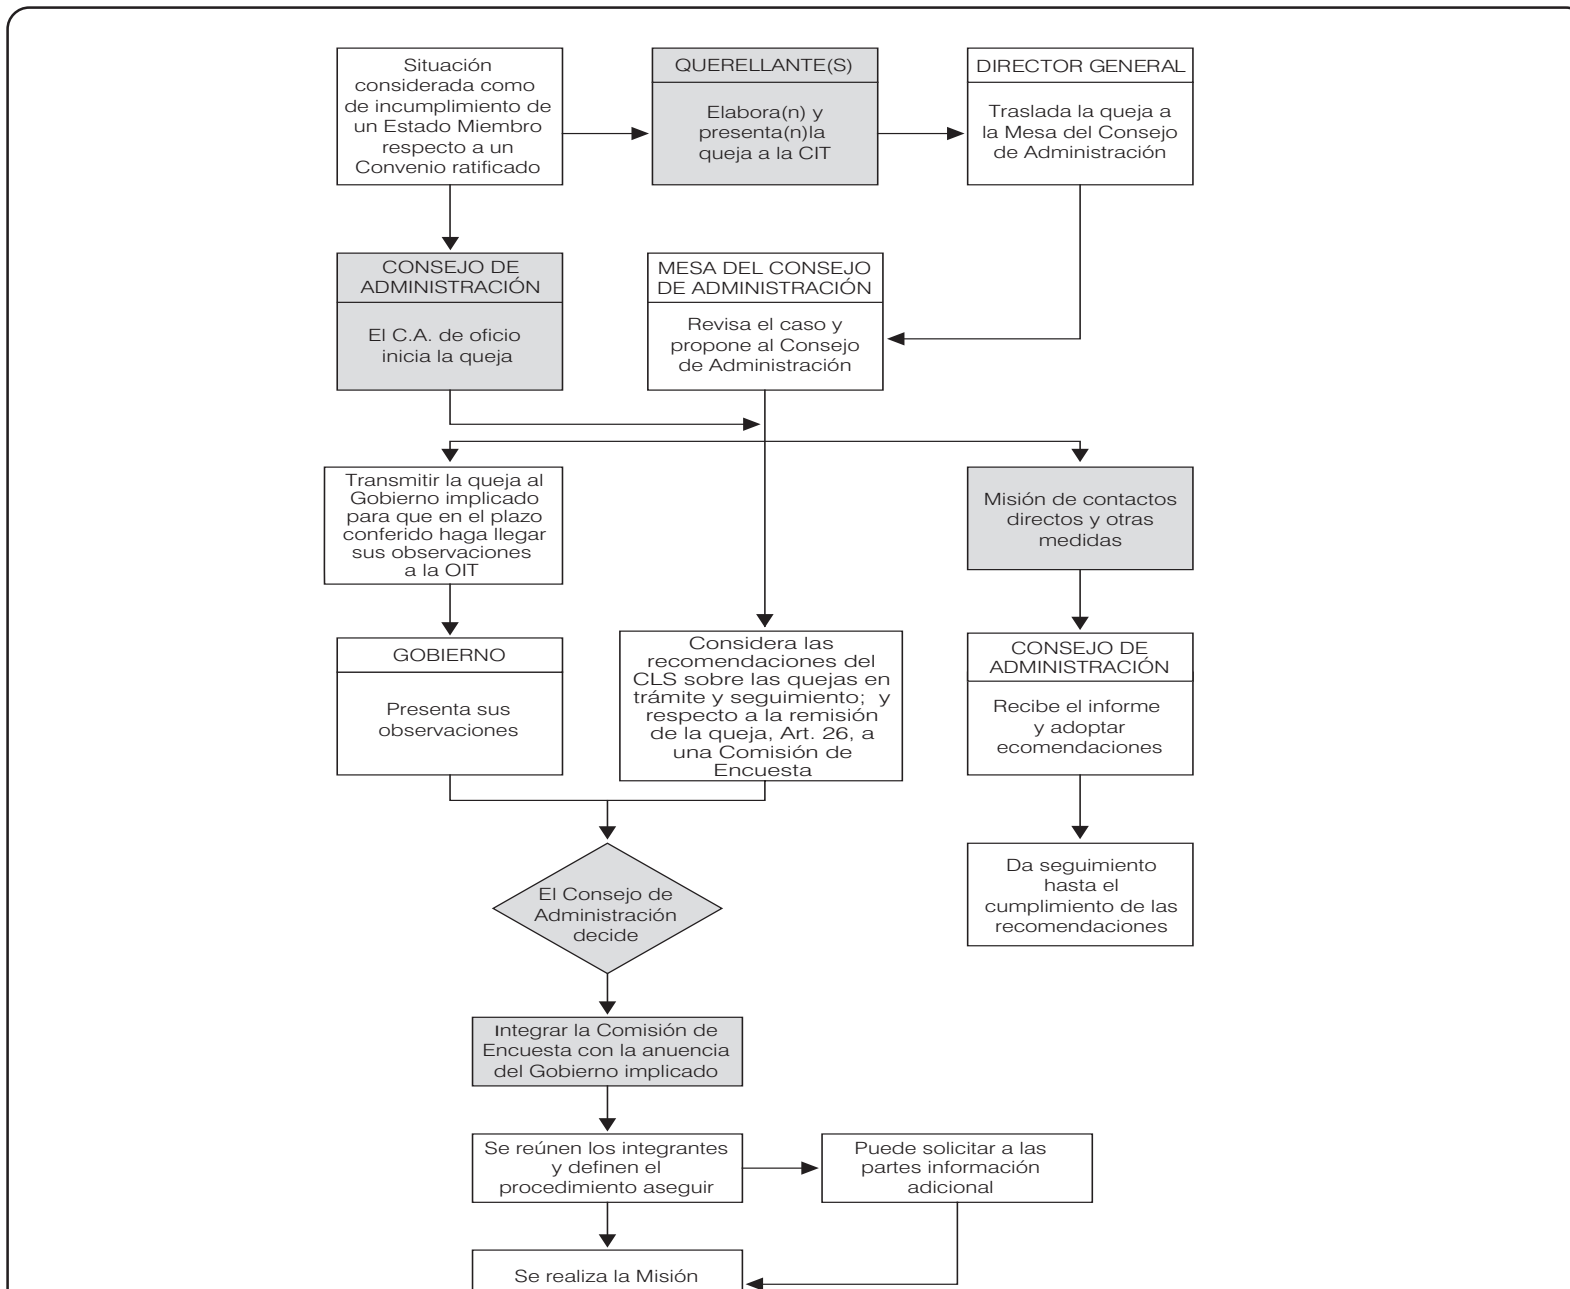 Situación
considerada como
de incumplimiento de
un Estado Miembro
respecto a un
Convenio ratificado
QUERELLANTE(S)
Elabora(n) y
presenta(n)la
queja a la CIT
DIRECTOR GENERAL
Traslada la queja a
la Mesa del Consejo
de Administración
CONSEJO DE
ADMINISTRACIÓN
El C.A. de oficio
inicia la queja
MESA DEL CONSEJO
DE ADMINISTRACIÓN
Revisa el caso y
propone al Consejo
de Administración
Transmitir la queja al
Gobierno implicado
para que en el plazo
conferido haga llegar
sus observaciones
a la OIT
Misión de contactos
directos y otras
medidas
GOBIERNO
Presenta sus
observaciones
Considera las
recomendaciones del
CLS sobre las quejas en
trámite y seguimiento; y
respecto a la remisión
de la queja, Art. 26, a
una Comisión de
Encuesta
CONSEJO DE
ADMINISTRACIÓN
Recibe el informe
y adoptar
ecomendaciones
Da seguimiento
hasta el
cumplimiento de las
recomendaciones
El Consejo de
Administración
decide
Integrar la Comisión de
Encuesta con la anuencia
del Gobierno implicado
Se reúnen los integrantes
y definen el
procedimiento aseguir
Puede solicitar a las
partes información
adicional
Se realiza la Misión